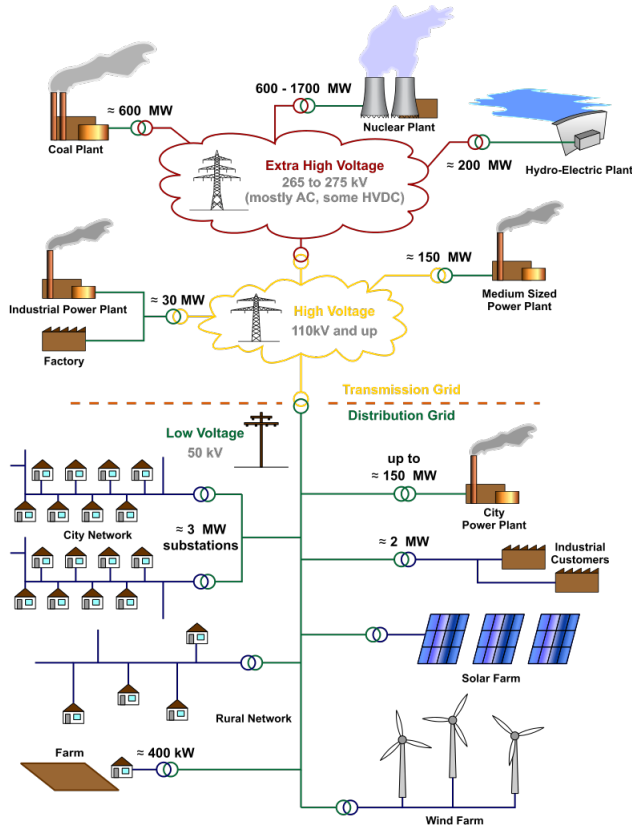 ≈ 600 MW
Coal Plant
600 - 1700 MW
Nuclear Plant
Extra High Voltage
265 to 275 kV
(mostly AC, some HVDC)
≈ 200 MW
Hydro-Electric Plant
≈ 150 MW
Medium Sized
Power Plant
Industrial Power Plant
≈ 30 MW
Factory
High Voltage
110kV and up
Transmission Grid
Distribution Grid
Low Voltage
50 kV
City Network
≈ 3 MW
substations
up to
≈ 150 MW
City
Power Plant
≈ 2 MW
Industrial
Customers
Solar Farm
Rural Network
Farm
≈ 400 kW
Wind Farm